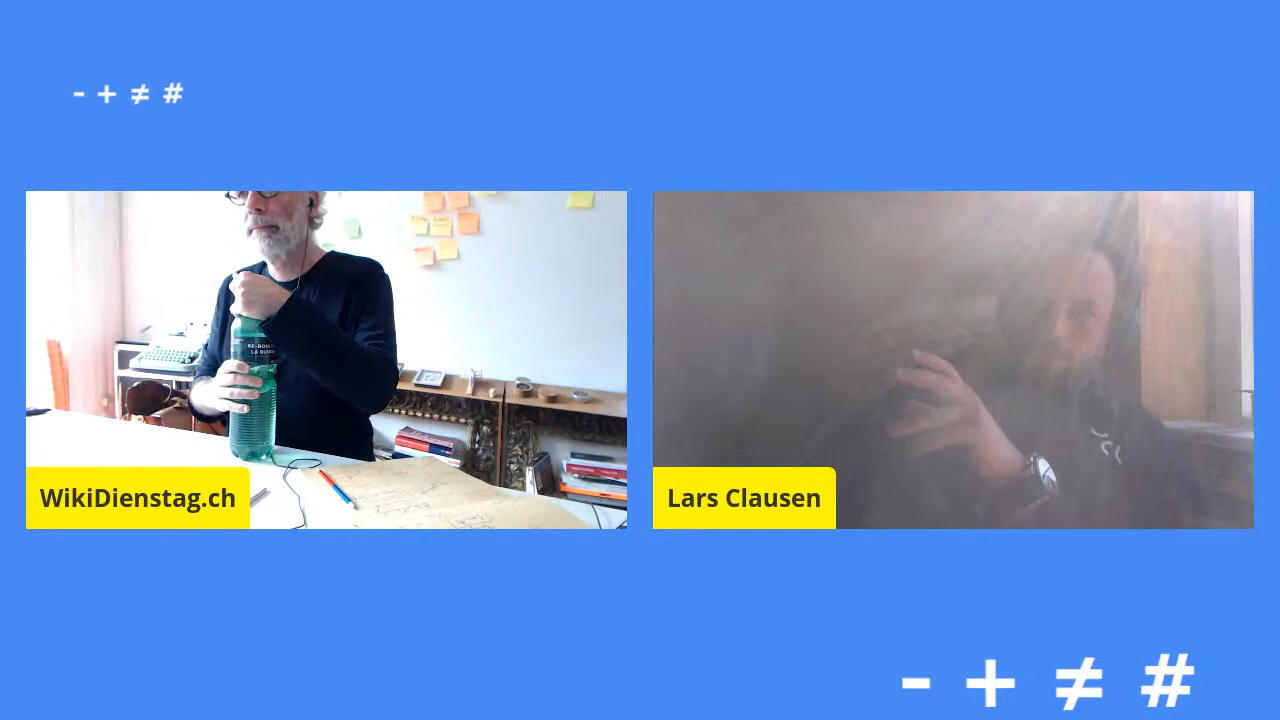 - + ≠ #
WikiDienstag.ch
Lars Clausen
- + ≠ #